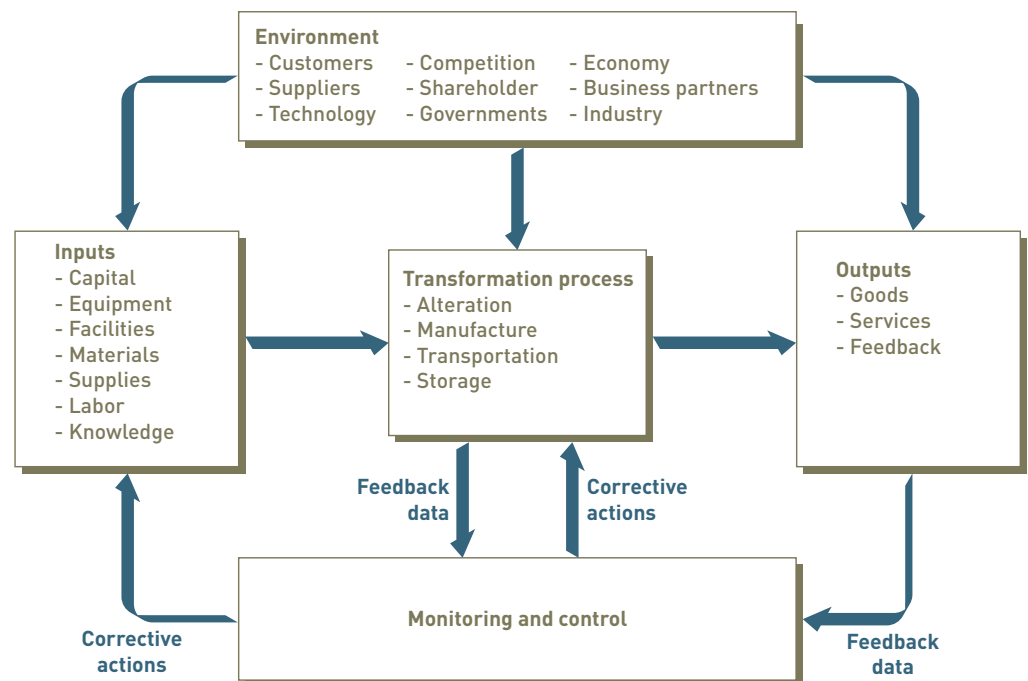 Environment
- Customers - Competition - Economy
- Suppliers - Shareholder - Business partners
- Technology - Governments - Industry
Inputs
- Capital
- Equipment
- Facilities
- Materials
- Supplies
- Labor
- Knowledge
Transformation process
- Alteration
- Manufacture
- Transportation
- Storage
Outputs
- Goods
- Services
- Feedback
Feedback
data
Corrective
actions
Monitoring and control
Corrective
actions
Feedback
data